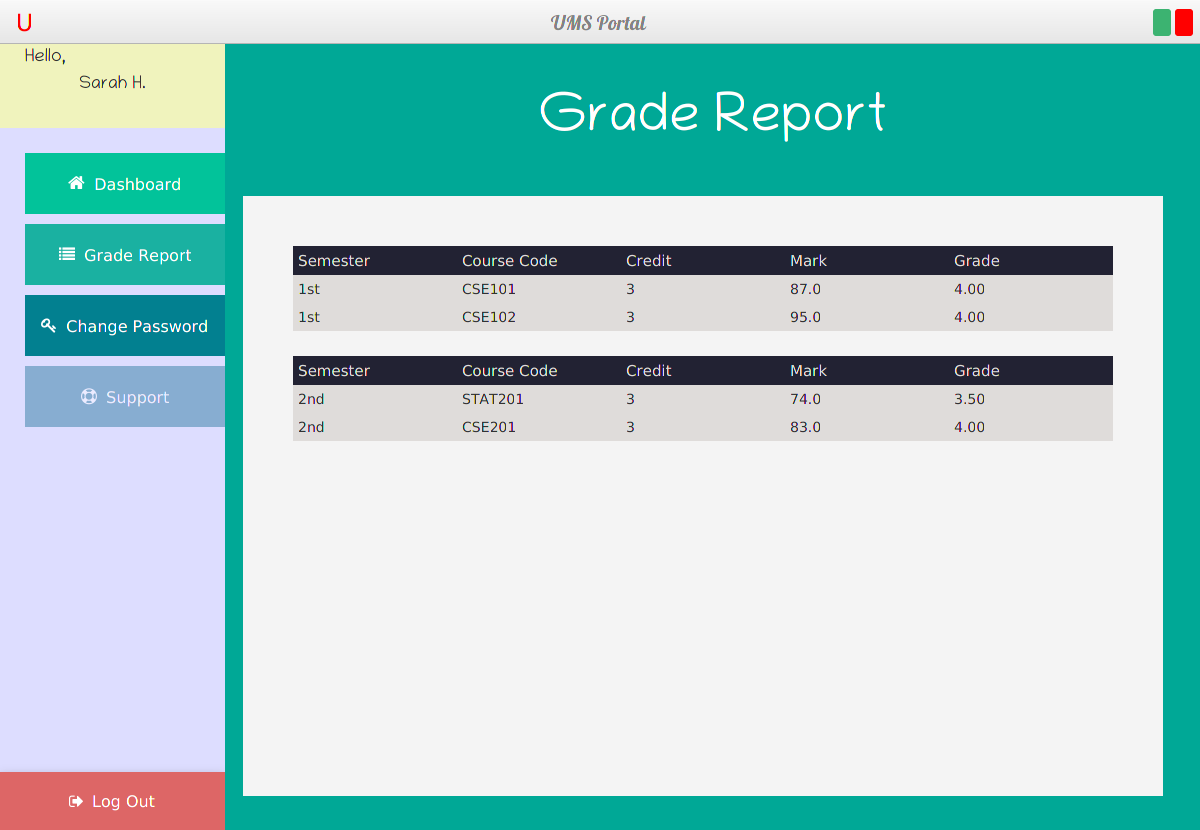 U
UMS Portal
Hello,
Sarah H.
Dashboard
Grade Report
Change Password
Support
Log Out
Grade Report
Semester Course Code Credit Mark Grade
1st CSE101 3 87.0 4.00
1st CSE102 3 95.0 4.00
Semester Course Code Credit Mark Grade
2nd STAT201 3 74.0 3.50
2nd CSE201 3 83.0 4.00